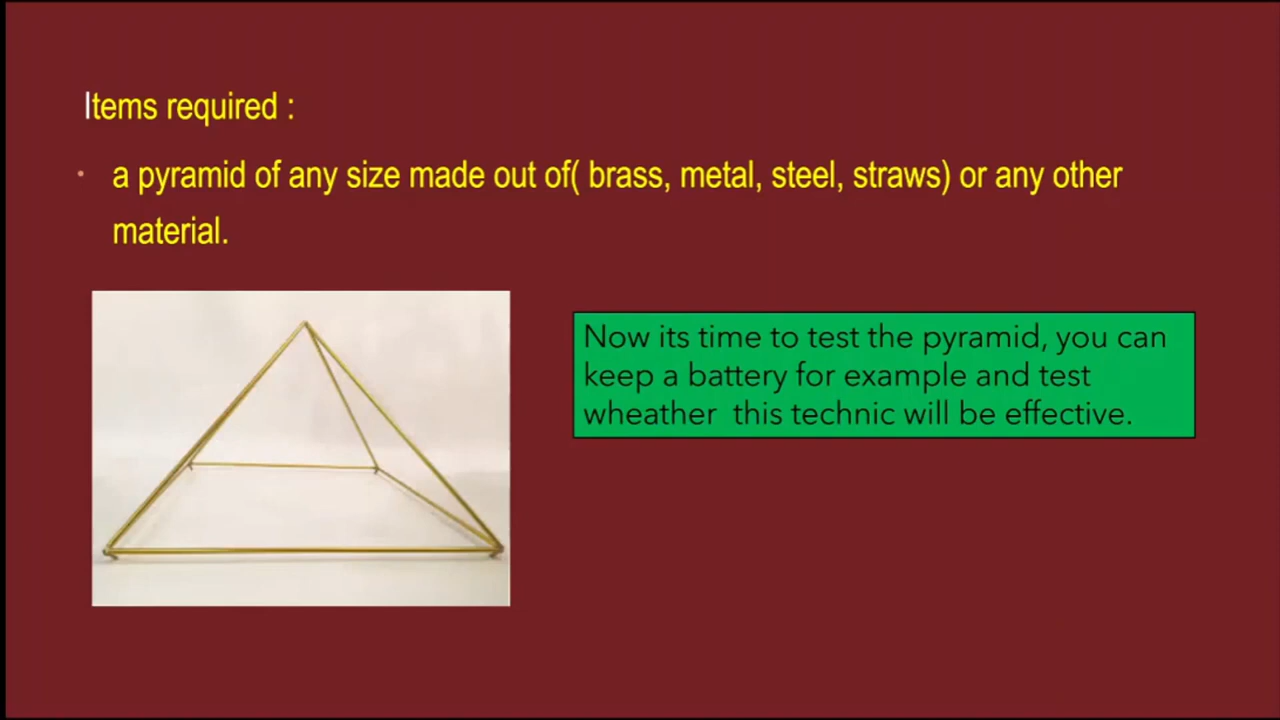 Items required :
• a pyramid of any size made out of( brass, metal, steel, straws) or any other
material.
Now its time to test the pyramid, you can
keep a battery for example and test
wheather  this technic will be effective.